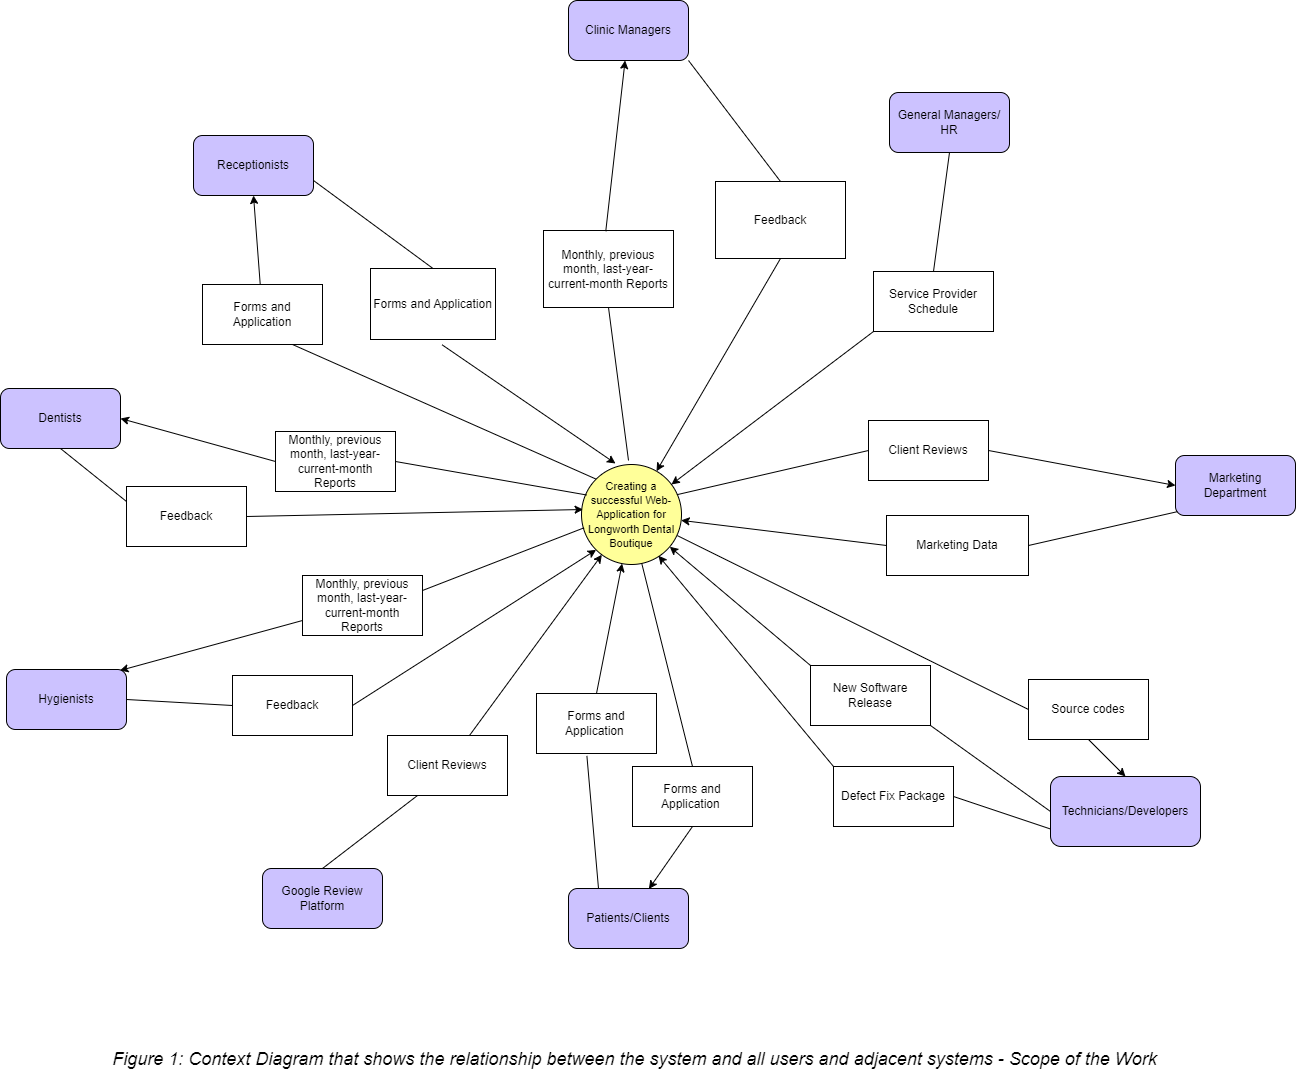 Clinic Managers
General Managers/
HR
Receptionists
Feedback
Monthly, previous
month, last-year-
current-month Reports
Service Provider
Schedule
Forms and
Application
Forms and Application
Dentists
Monthly, previous
month, last-year-
current-month
Reports
Client Reviews
Marketing
Department
Feedback
Creating a
successful Web-
Application for
Longworth Dental
Boutique
Marketing Data
Monthly, previous
month, last-year-
current-month
Reports
Hygienists
Feedback
New Software
Release
Source codes
Forms and
Application
Client Reviews
Forms and
Application
Defect Fix Package
Technicians/Developers
Google Review
Platform
Patients/Clients
Figure 1: Context Diagram that shows the relationship between the system and all users and adjacent systems - Scope of the Work